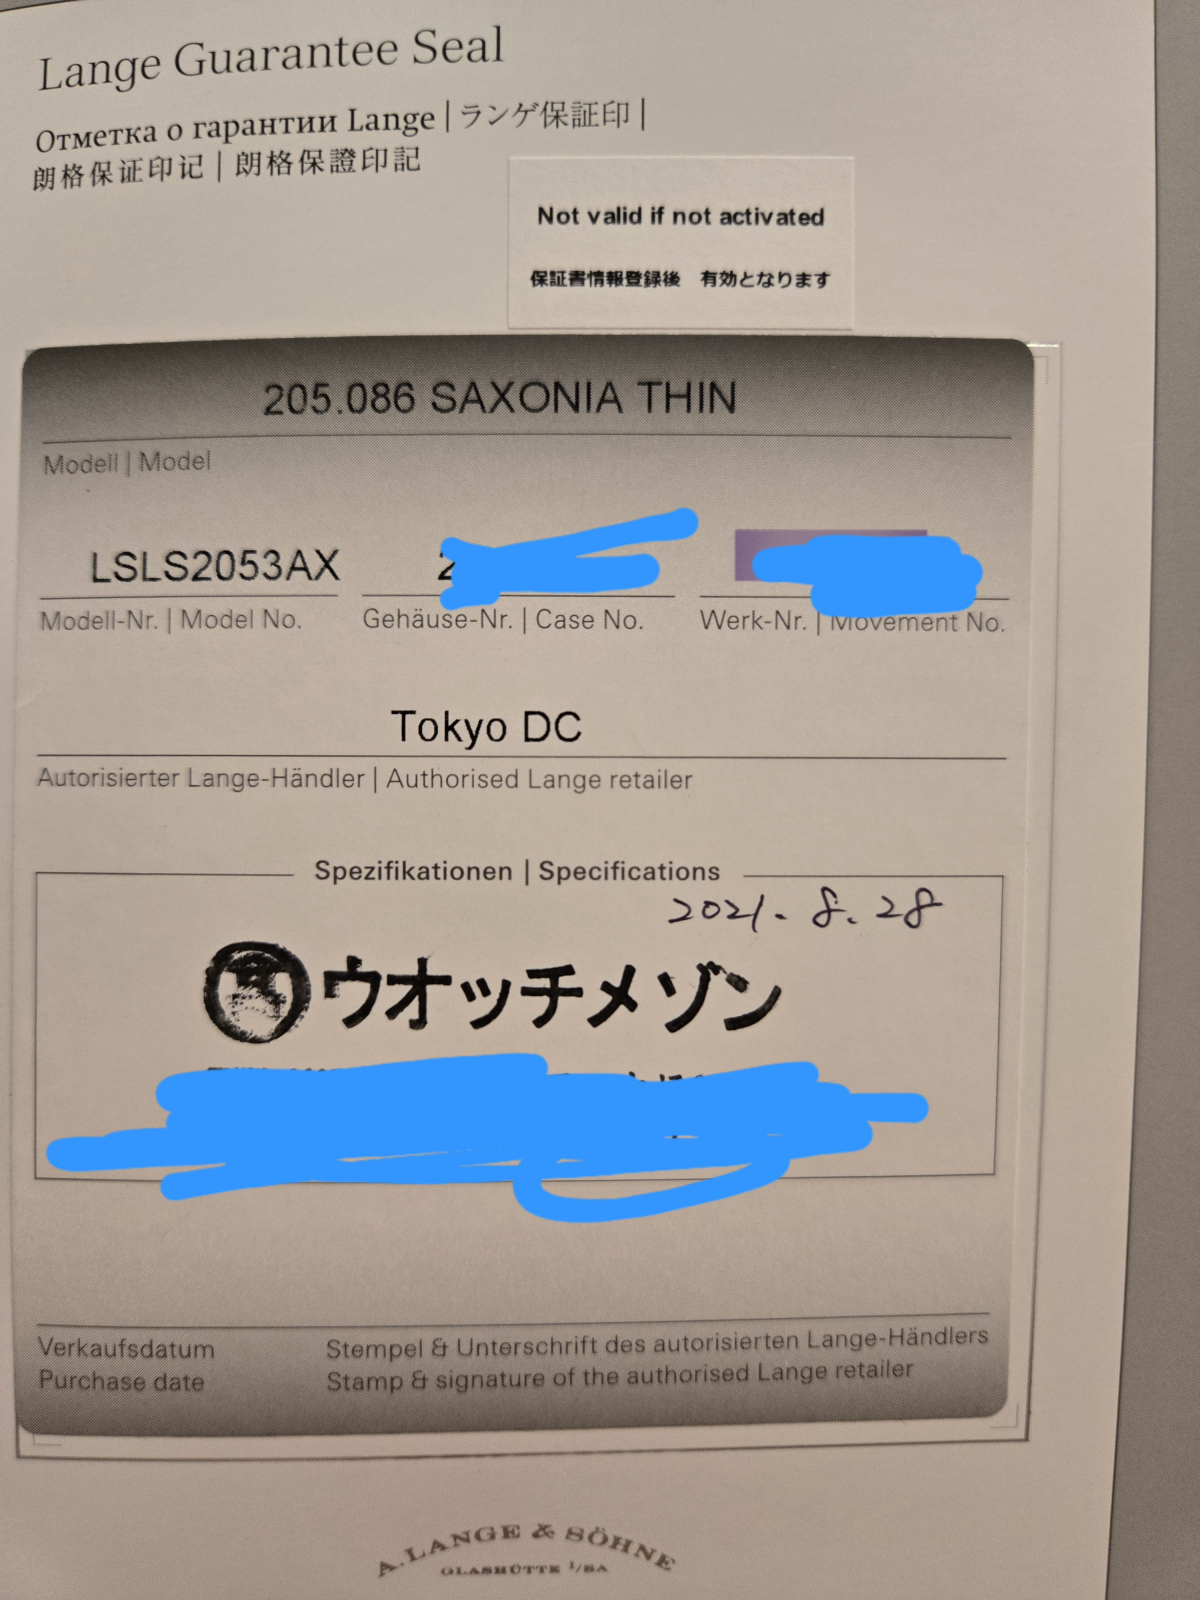 Lange Guarantee Seal
Отметка о гарантии Lange | ランゲ保証印 |
朗格保证印记 | 朗格保證印記
Not valid if not activated
保証書情報登録後 有効となります
205.086 SAXONIA THIN
Modell | Model
LSLS2053AX 2
Modell-Nr. | Model No. Gehäuse-Nr. | Case No. Werk-Nr. | Movement No.
Tokyo DC
Autorisierter Lange-Händler | Authorised Lange retailer
Spezifikationen | Specifications
2021. 8. 28
ウオッチメゾン
Verkaufsdatum Stempel & Unterschrift des autorisierten Lange-Händlers
Purchase date Stamp & signature of the authorised Lange retailer
A. LANGE & SÖHNE
GLASHÜTTE I/SA